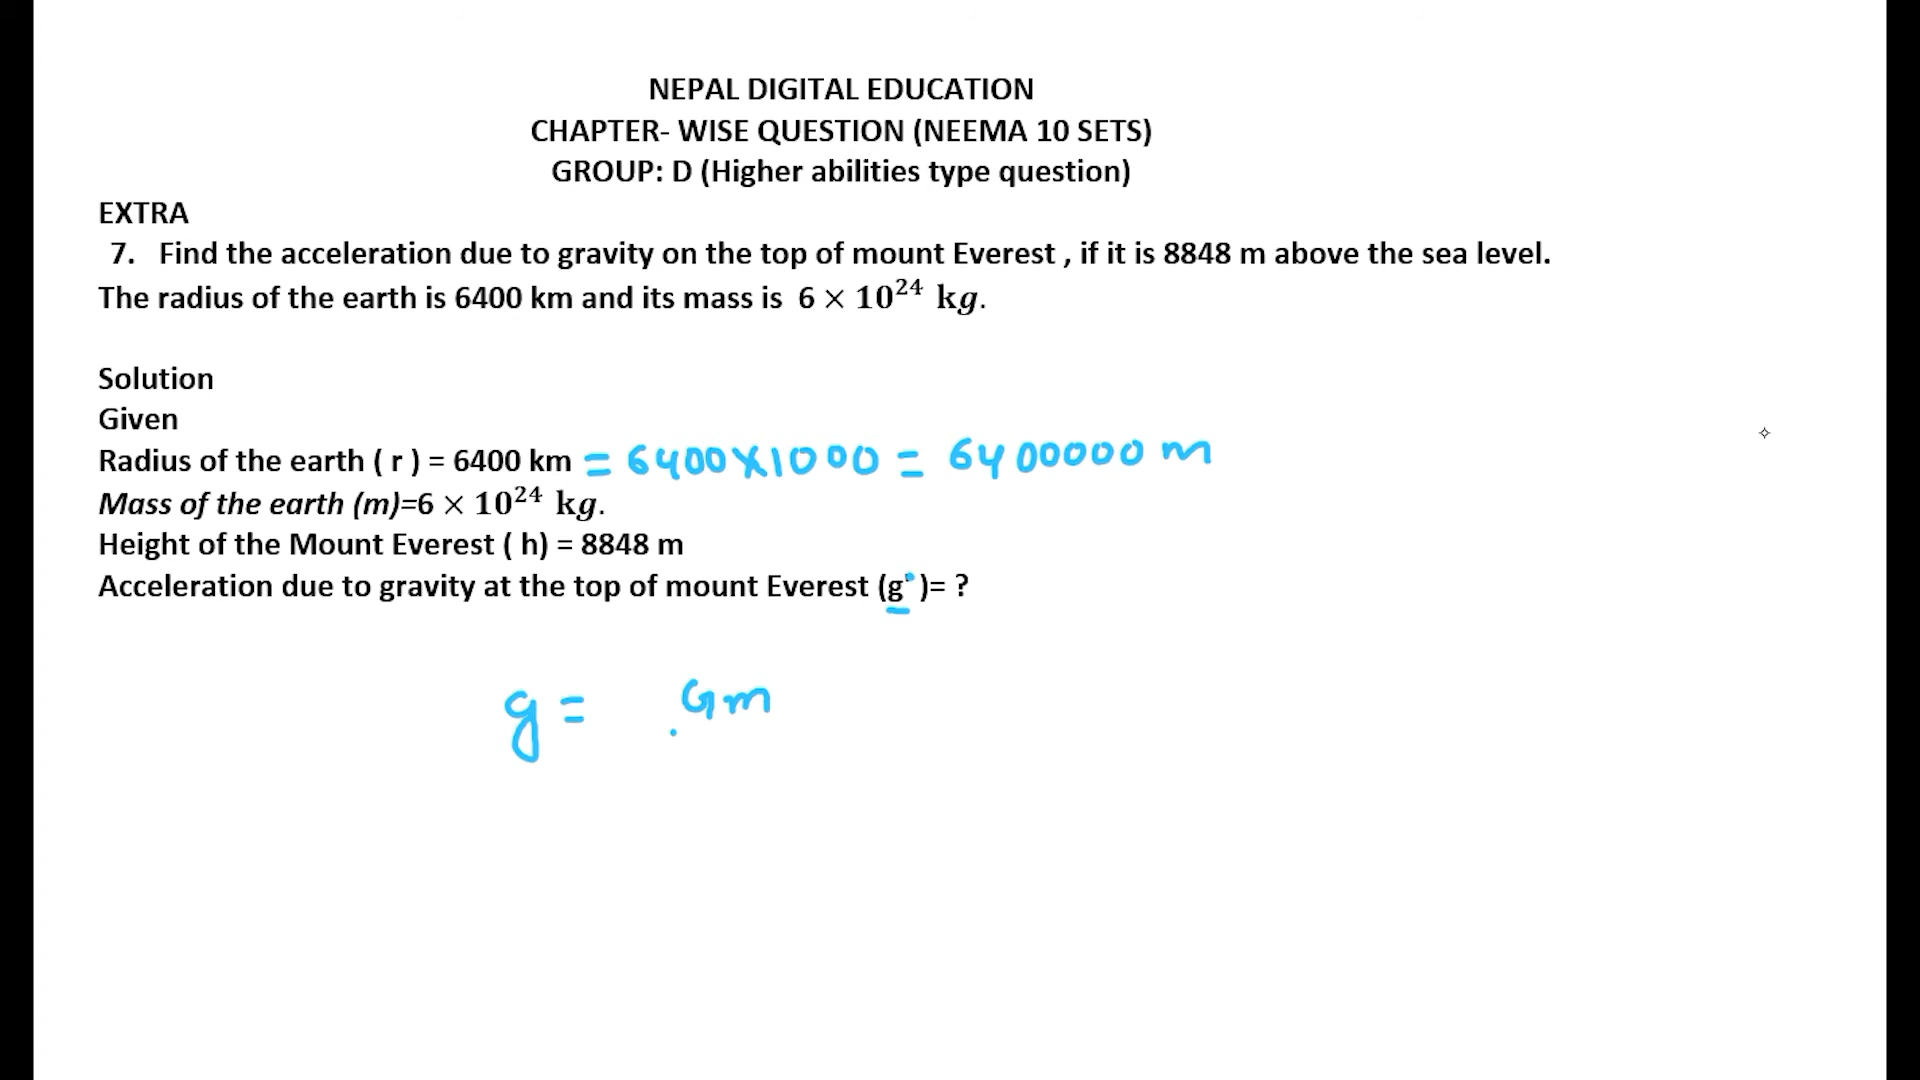 NEPAL DIGITAL EDUCATION
CHAPTER- WISE QUESTION (NEEMA 10 SETS)
GROUP: D (Higher abilities type question)
EXTRA
7. Find the acceleration due to gravity on the top of mount Everest , if it is 8848 m above the sea level.
The radius of the earth is 6400 km and its mass is 6 × 10²⁴ kg.
Solution
Given
Radius of the earth ( r ) = 6400 km = 6400×1000 = 6400000 m
Mass of the earth (m)=6 × 10²⁴ kg.
Height of the Mount Everest ( h) = 8848 m
Acceleration due to gravity at the top of mount Everest (g' )= ?
g = Gm